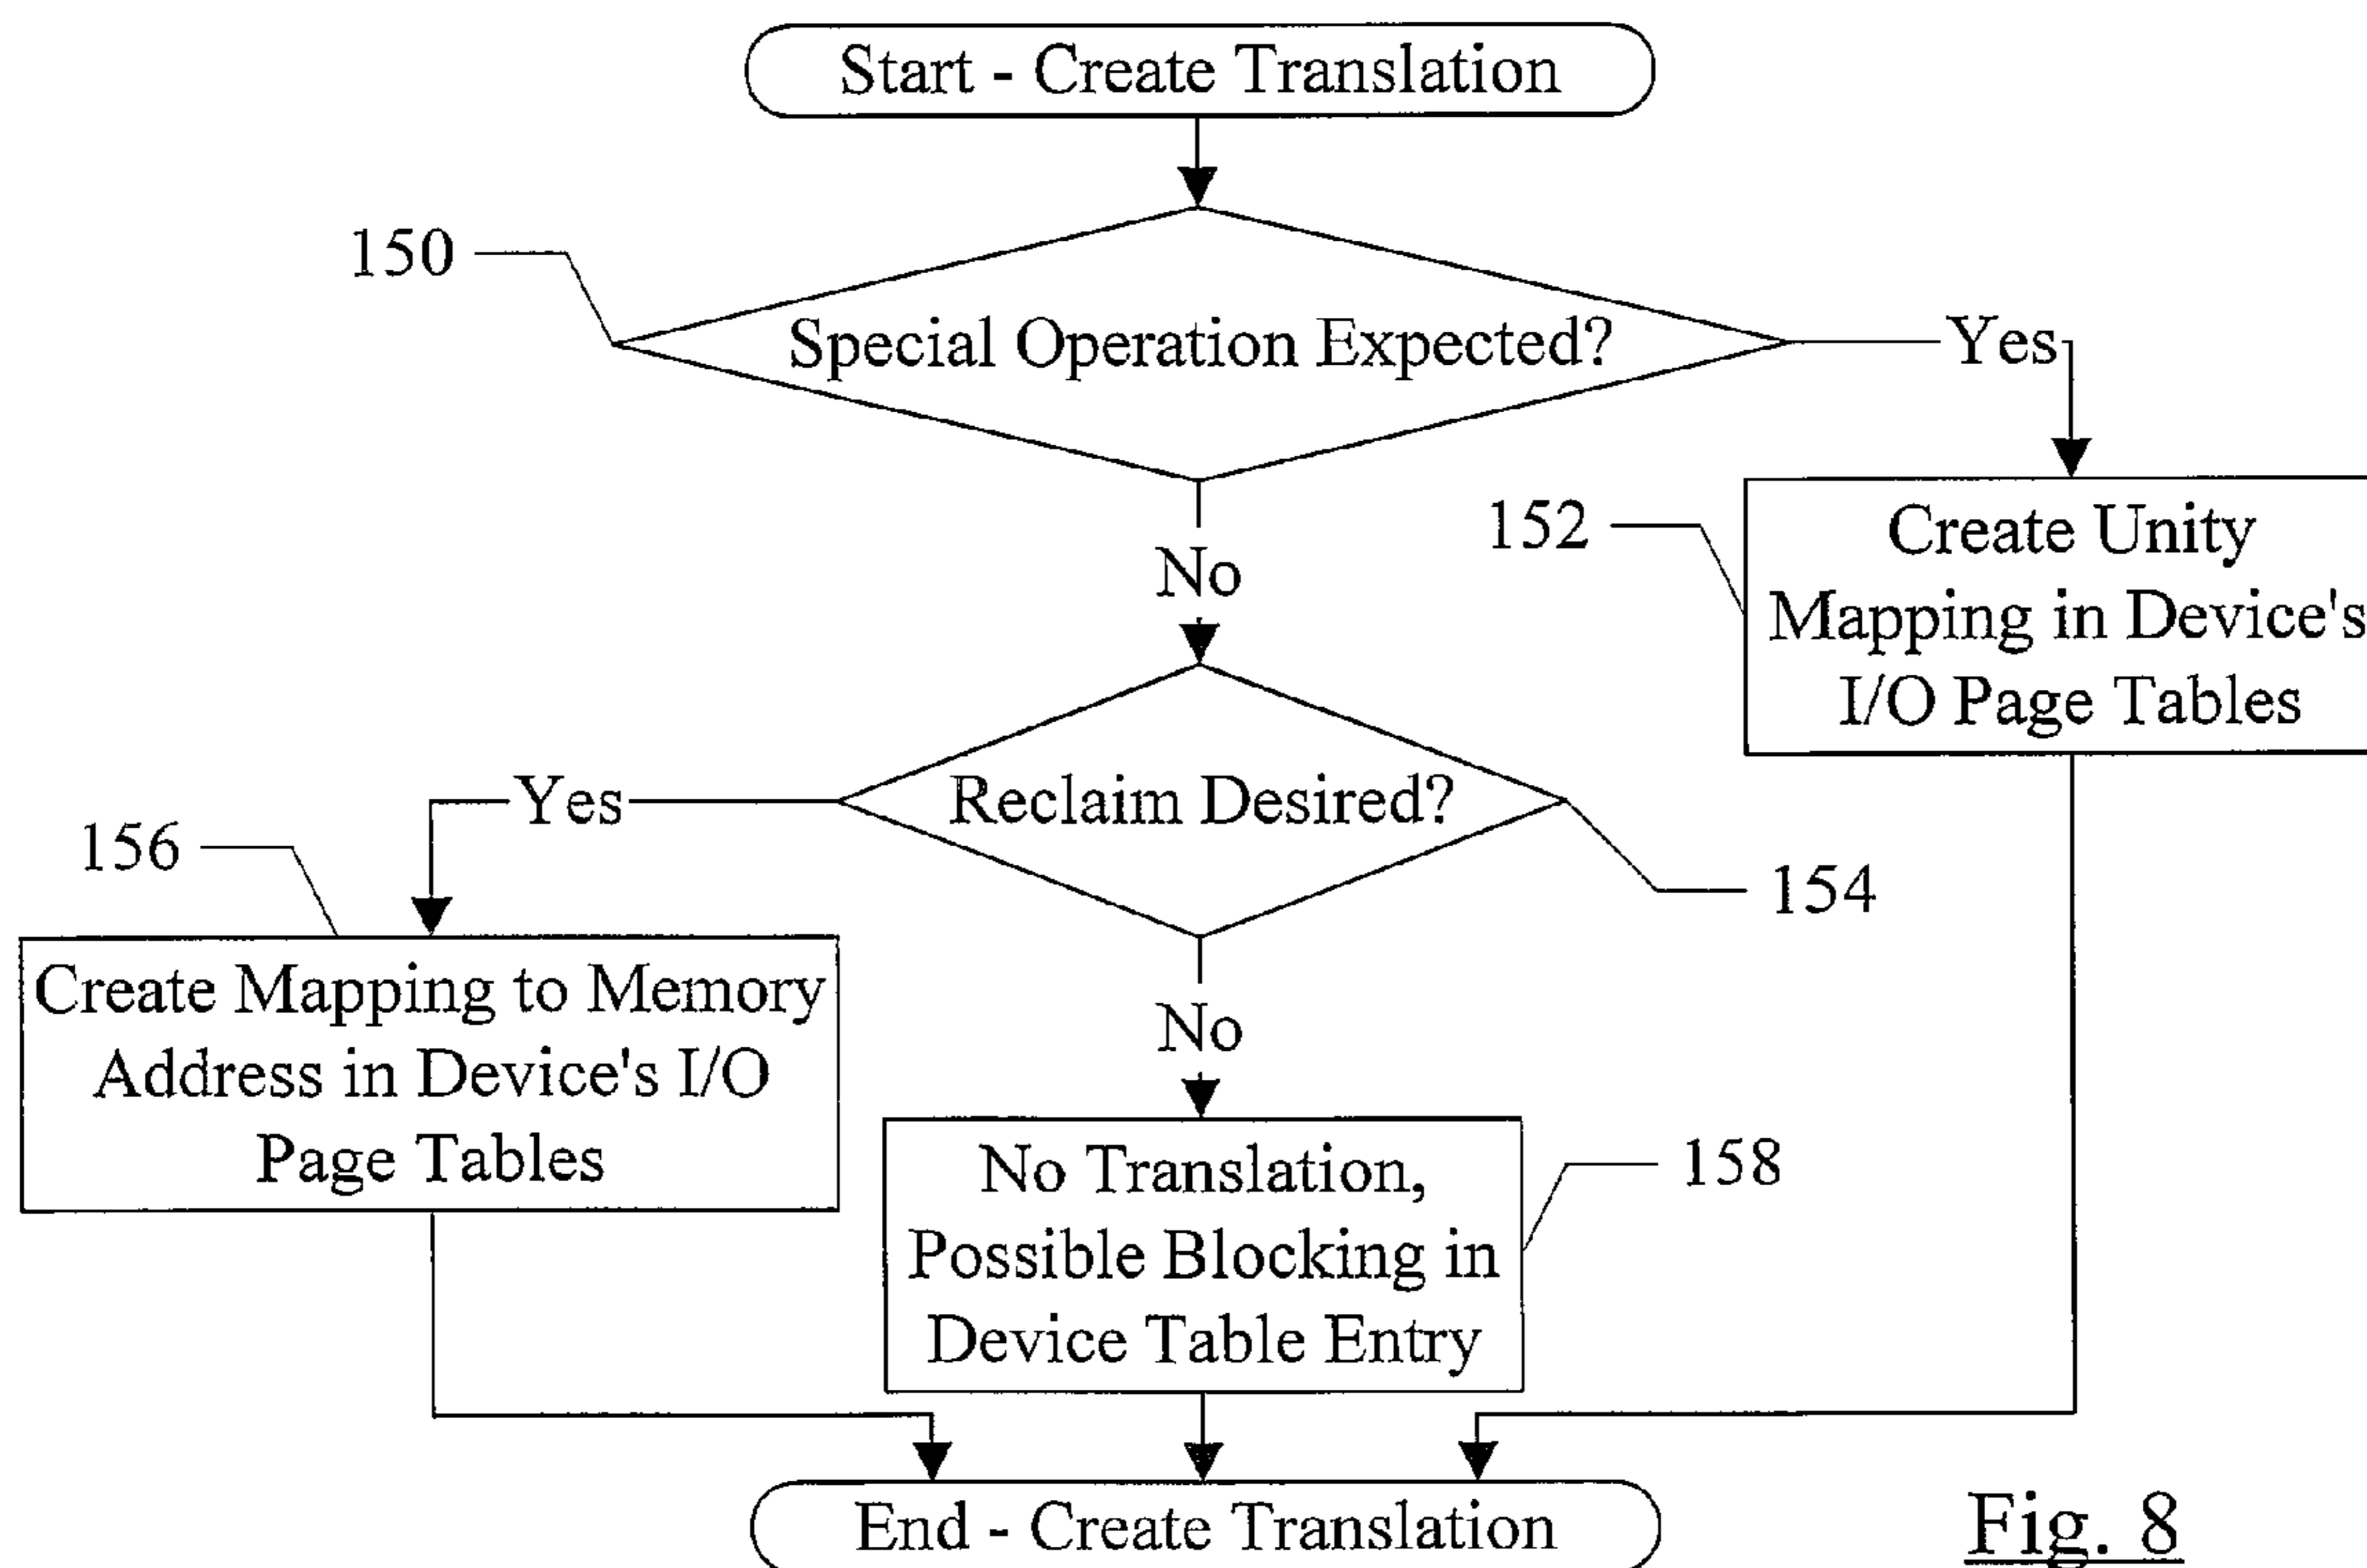 Start - Create Translation
150
Special Operation Expected?
Yes
152
Create Unity
Mapping in Device's
I/O Page Tables
No
Yes
Reclaim Desired?
156
154
Create Mapping to Memory
Address in Device's I/O
Page Tables
No
No Translation,
Possible Blocking in
Device Table Entry
158
End - Create Translation
Fig. 8